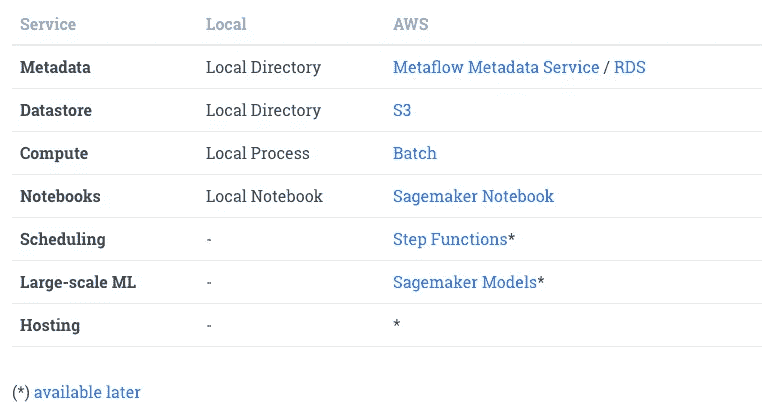 Service Local AWS
Metadata Local Directory Metaflow Metadata Service / RDS
Datastore Local Directory S3
Compute Local Process Batch
Notebooks Local Notebook Sagemaker Notebook
Scheduling - Step Functions*
Large-scale ML - Sagemaker Models*
Hosting - *
(*) available later